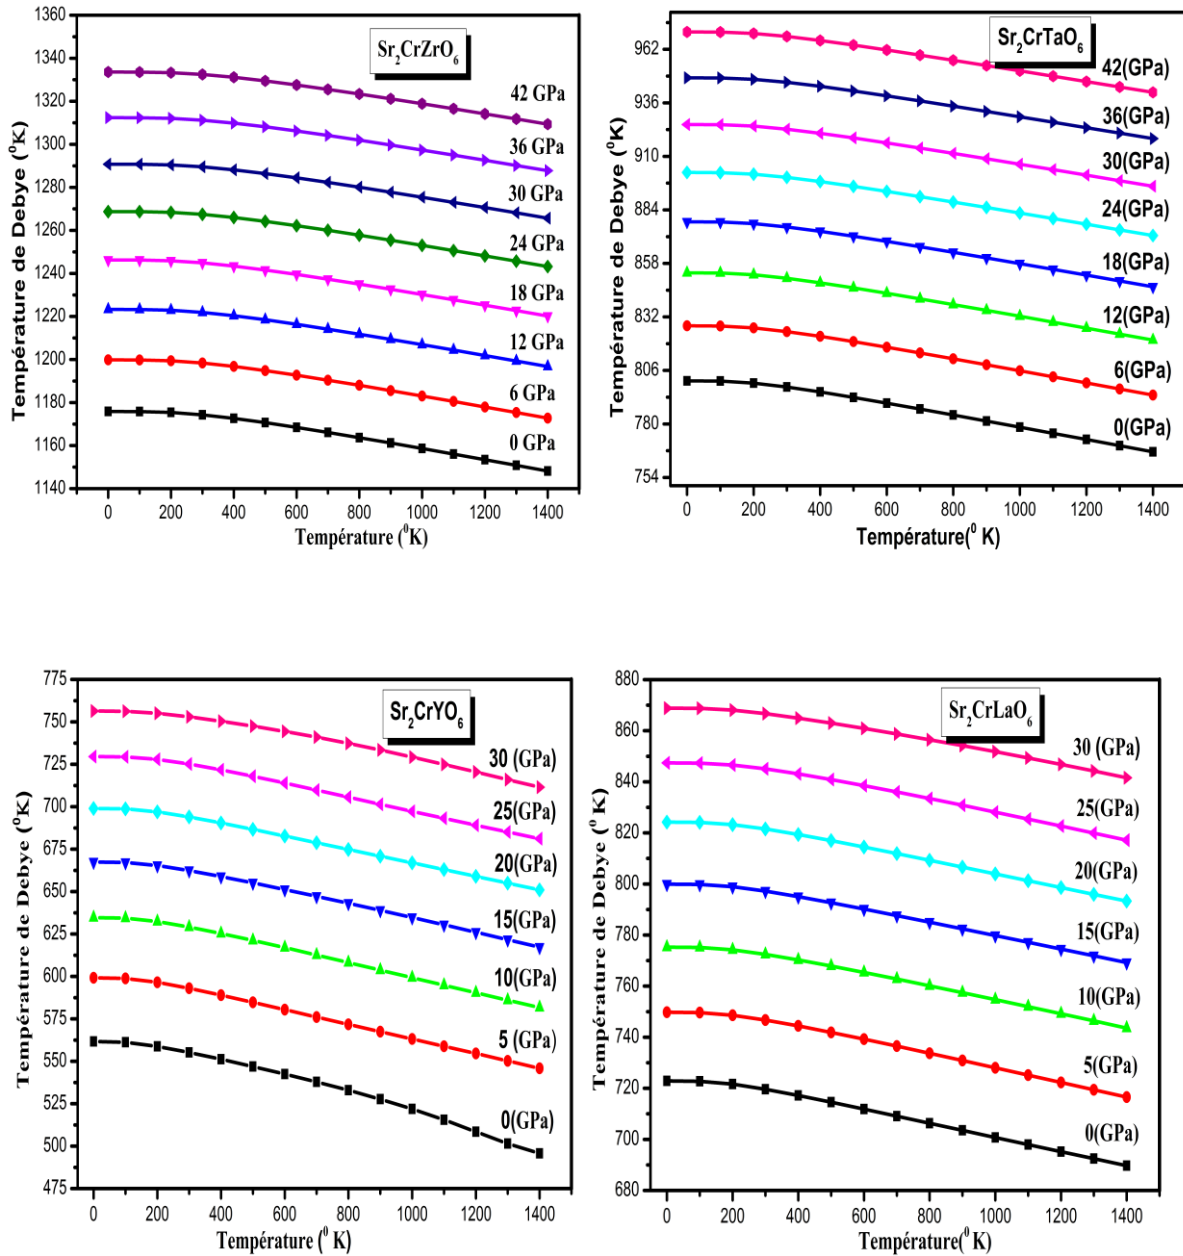 Sr2CrZrO6
Température de Debye (0K)
1360
1340
1320
1300
1280
1260
1240
1220
1200
1180
1160
1140
42 GPa
36 GPa
30 GPa
24 GPa
18 GPa
12 GPa
6 GPa
0 GPa
0 200 400 600 800 1000 1200 1400
Température (0K)
Sr2CrTaO6
Température de Debye (0K)
962
936
910
884
858
832
806
780
754
42(GPa)
36(GPa)
30(GPa)
24(GPa)
18(GPa)
12(GPa)
6(GPa)
0(GPa)
0 200 400 600 800 1000 1200 1400
Température(0 K)
Sr2CrYO6
Température de Debye (0K)
775
750
725
700
675
650
625
600
575
550
525
500
475
30 (GPa)
25(GPa)
20(GPa)
15(GPa)
10(GPa)
5 (GPa)
0(GPa)
0 200 400 600 800 1000 1200 1400
Température (0 K)
Sr2CrLaO6
Température de Debye (0K)
880
860
840
820
800
780
760
740
720
700
680
30 (GPa)
25(GPa)
20(GPa)
15(GPa)
10(GPa)
5(GPa)
0(GPa)
0 200 400 600 800 1000 1200 1400
Température(0 K)